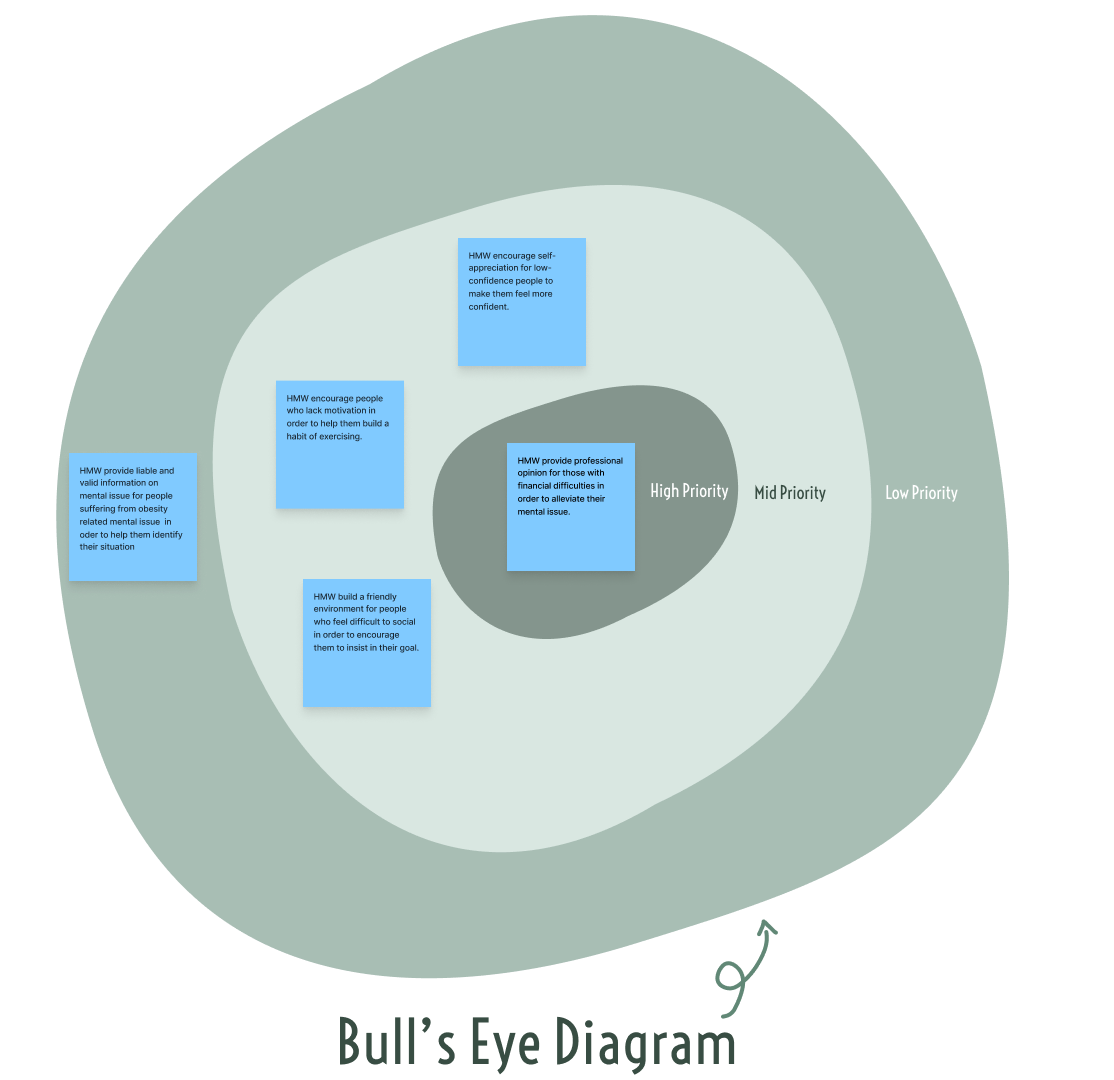 HMW encourage self-
appreciation for low-
confidence people to
make them feel more
confident.
HMW encourage people
who lack motivation in
order to help them build a
habit of exercising.
HMW provide liable and
valid information on
mental issue for people
suffering from obesity
related mental issue  in
oder to help them identify
their situation
HMW provide professional
opinion for those with
financial difficulties in
order to alleviate their
mental issue.
High Priority
Mid Priority
Low Priority
HMW build a friendly
environment for people
who feel difficult to social
in order to encourage
them to insist in their goal.
Bull's Eye Diagram